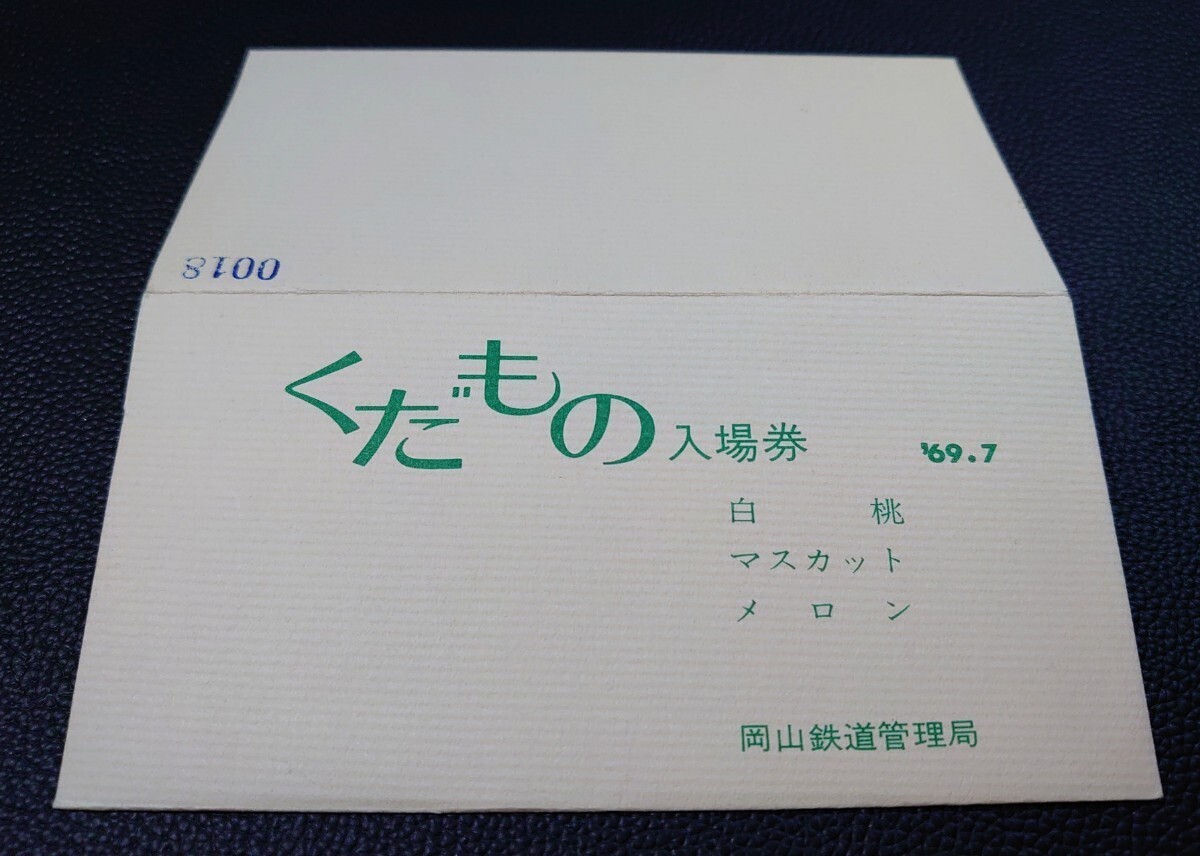 0018
くだもの入場券 '69.7
白桃
マスカット
メロン
岡山鉄道管理局